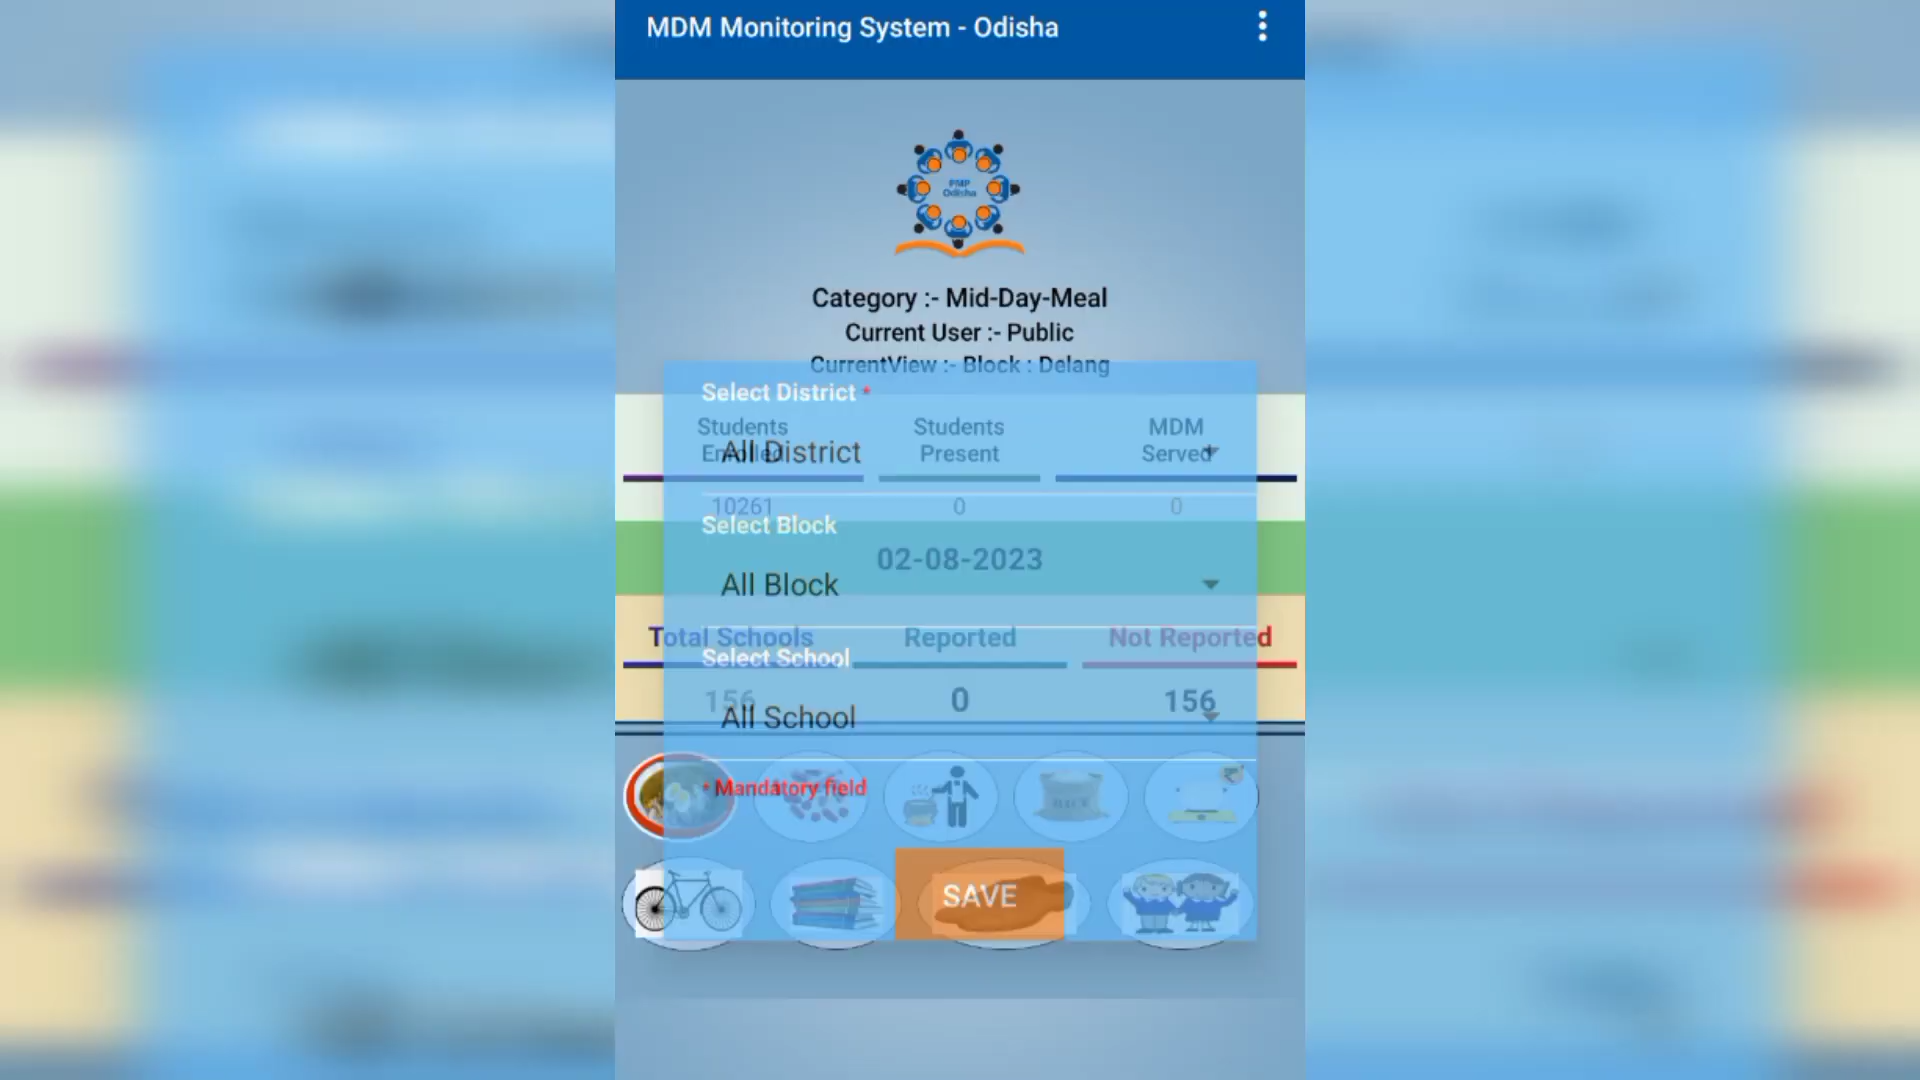 MDM Monitoring System - Odisha
PMP
Odisha
Category :- Mid-Day-Meal
Current User :- Public
CurrentView :- Block : Delang
Select District *
Students Enrolled
Students Present
MDM Served
All District
10261
0
0
Select Block
02-08-2023
All Block
Total Schools
Reported
Not Reported
Select School
156
0
156
All School
* Mandatory field
RICE
SAVE